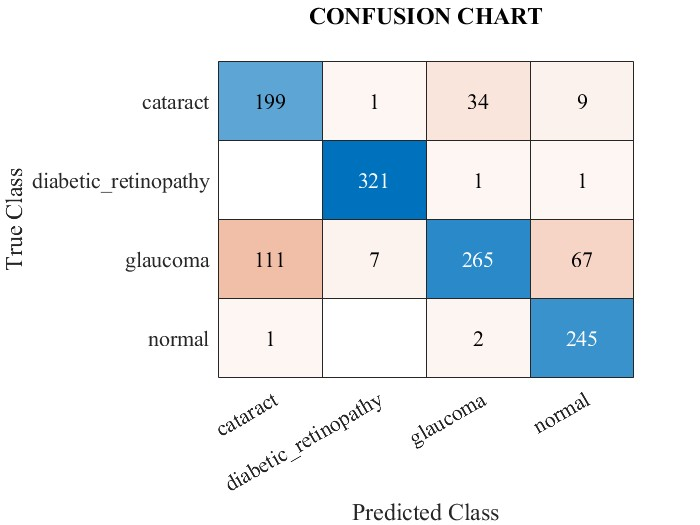 CONFUSION CHART
True Class
cataract 199 1 34 9
diabetic_retinopathy 321 1 1
glaucoma 111 7 265 67
normal 1 2 245
cataract diabetic_retinopathy glaucoma normal
Predicted Class